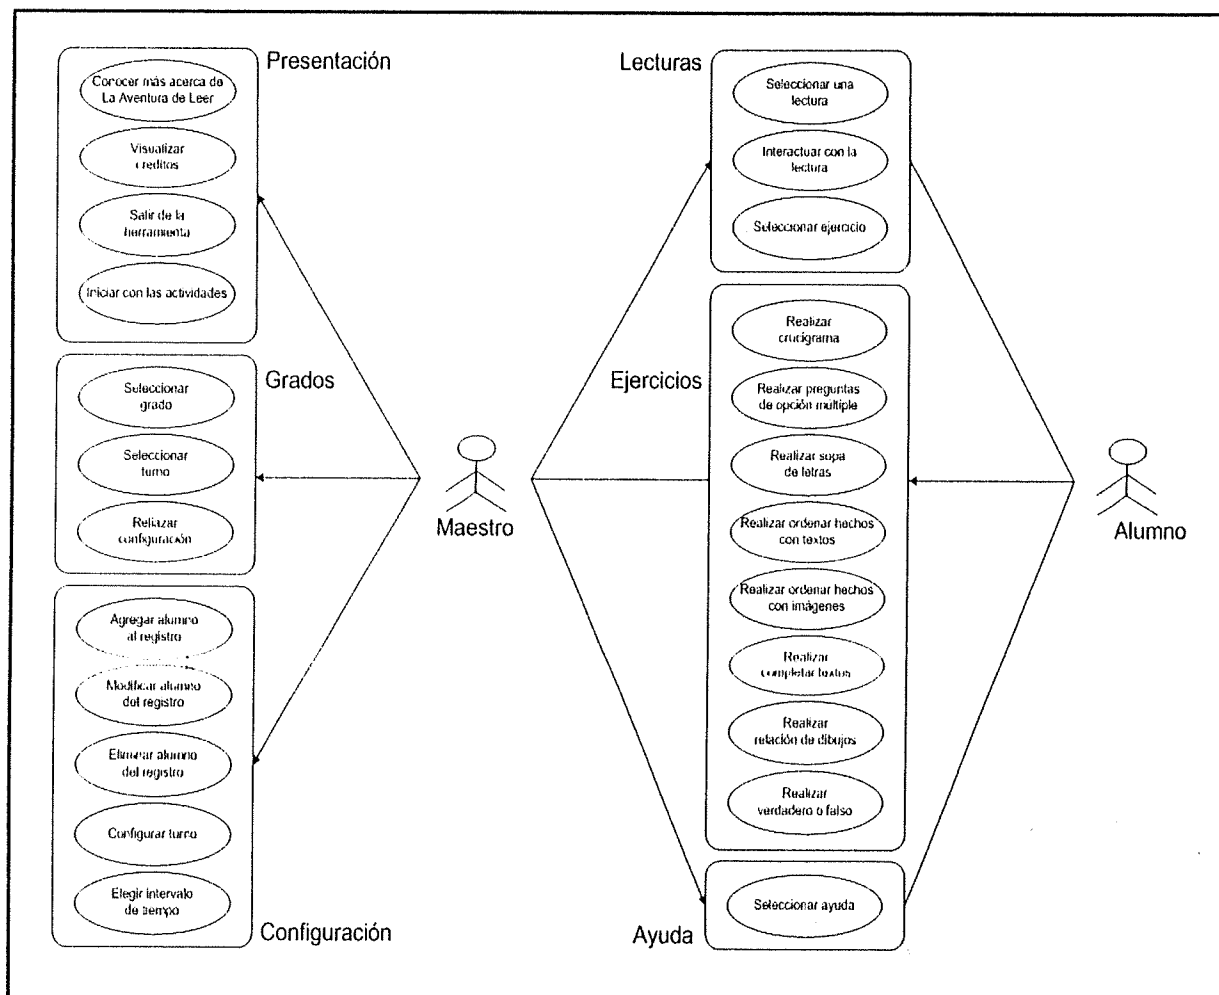 Presentación
Conocer más acerca de
La Aventura de Leer
Visualizar
creditos
Salir de la
herramienta
Iniciar con las actividades
Grados
Seleccionar
grado
Seleccionar
turno
Reliazar
configuración
Agregar alumno
al registro
Modificar alumno
del registro
Eliminar alumno
del registro
Configurar turno
Elegir intervalo
de tiempo
Configuración
Maestro
Lecturas
Seleccionar una
lectura
Interactuar con la
lectura
Seleccionar ejercicio
Ejercicios
Realizar
crucigrama
Realizar preguntas
de opción múltiple
Realizar sopa
de letras
Realizar ordenar hechos
con textos
Realizar ordenar hechos
con imágenes
Realizar
completar textos
Realizar
relación de dibujos
Realizar
verdadero o falso
Ayuda
Seleccionar ayuda
Alumno